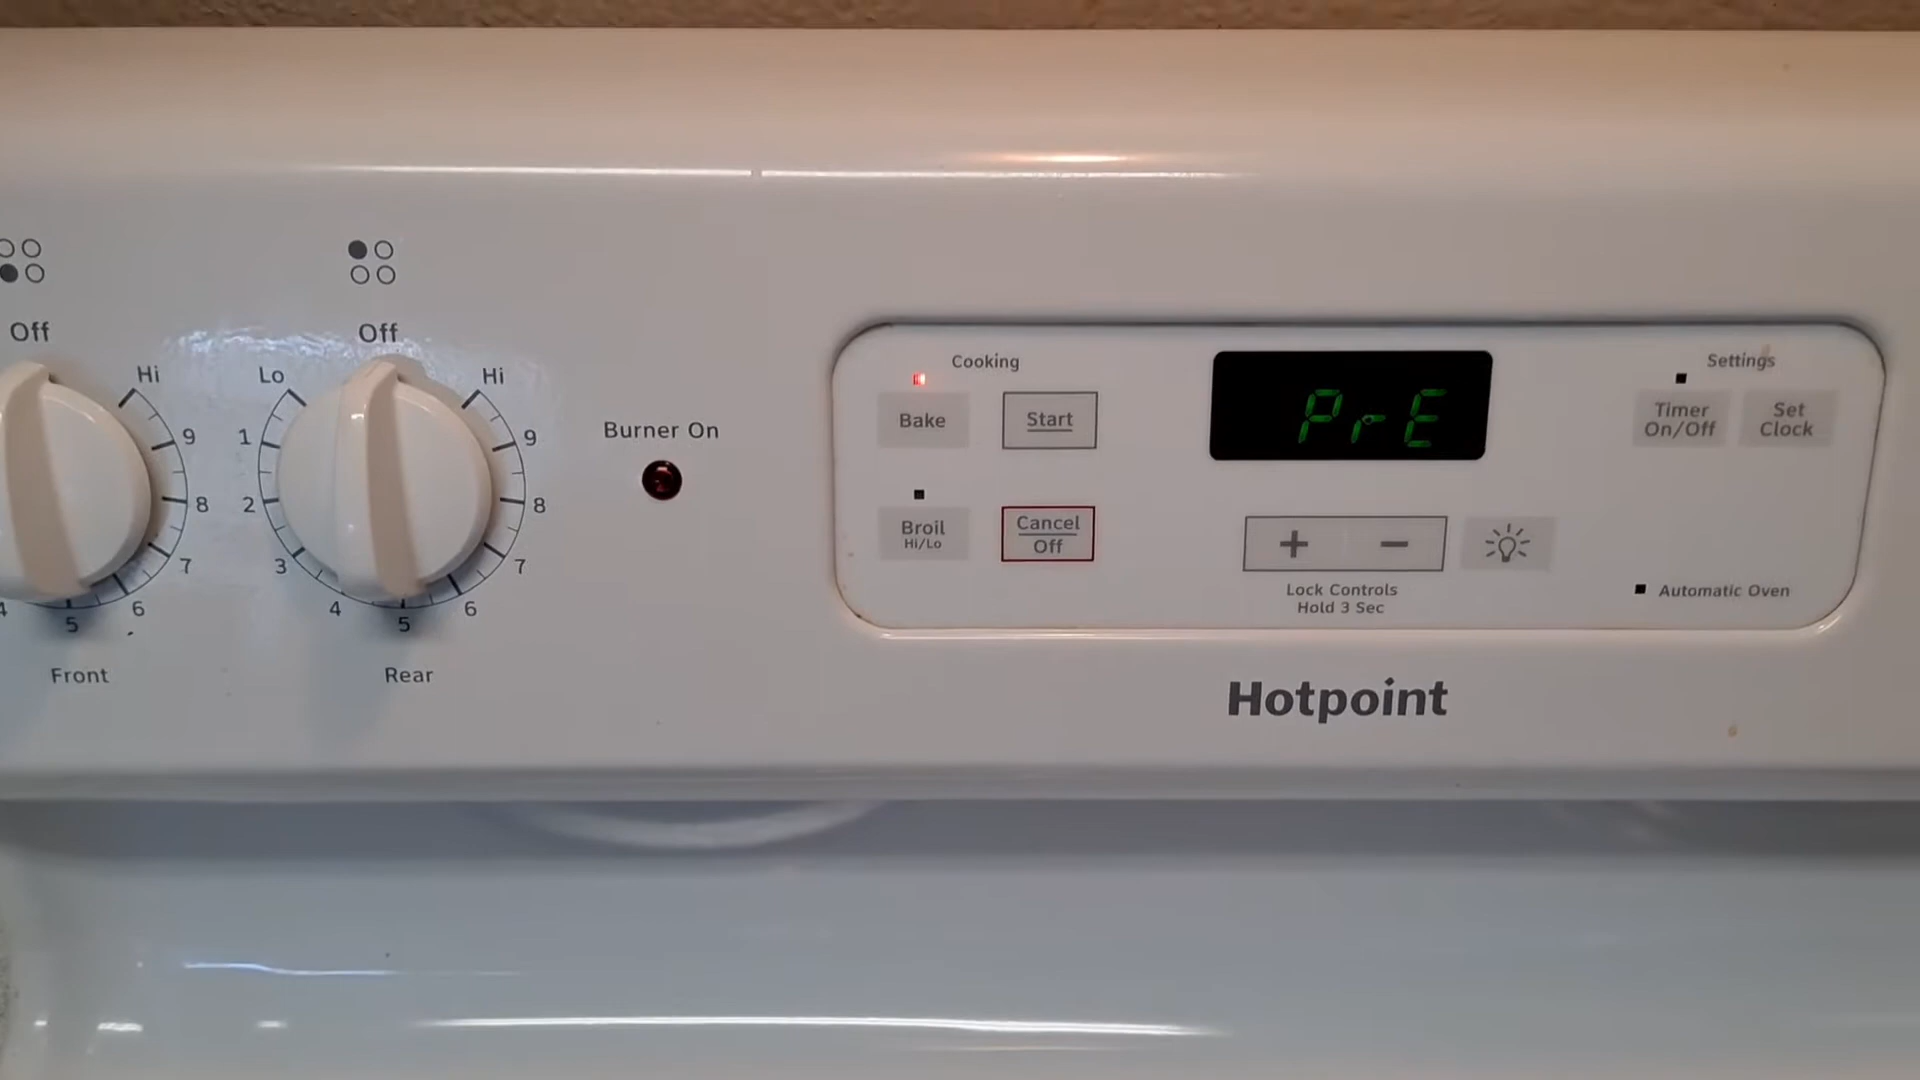 Off
Hi
9
8
7
6
5
4
Front
Off
Lo
Hi
1
9
2
8
3
7
4
6
5
Rear
Burner On
Cooking
Bake
Start
Broil
Hi/Lo
Cancel
Off
PrE
+
−
Lock Controls
Hold 3 Sec
Settings
Timer
On/Off
Set
Clock
Automatic Oven
Hotpoint